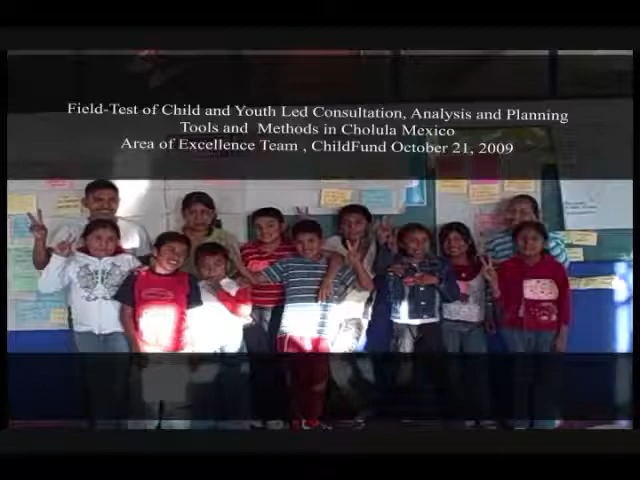 Field-Test of Child and Youth Led Consultation, Analysis and Planning
Tools and Methods in Cholula Mexico
Area of Excellence Team , ChildFund October 21, 2009